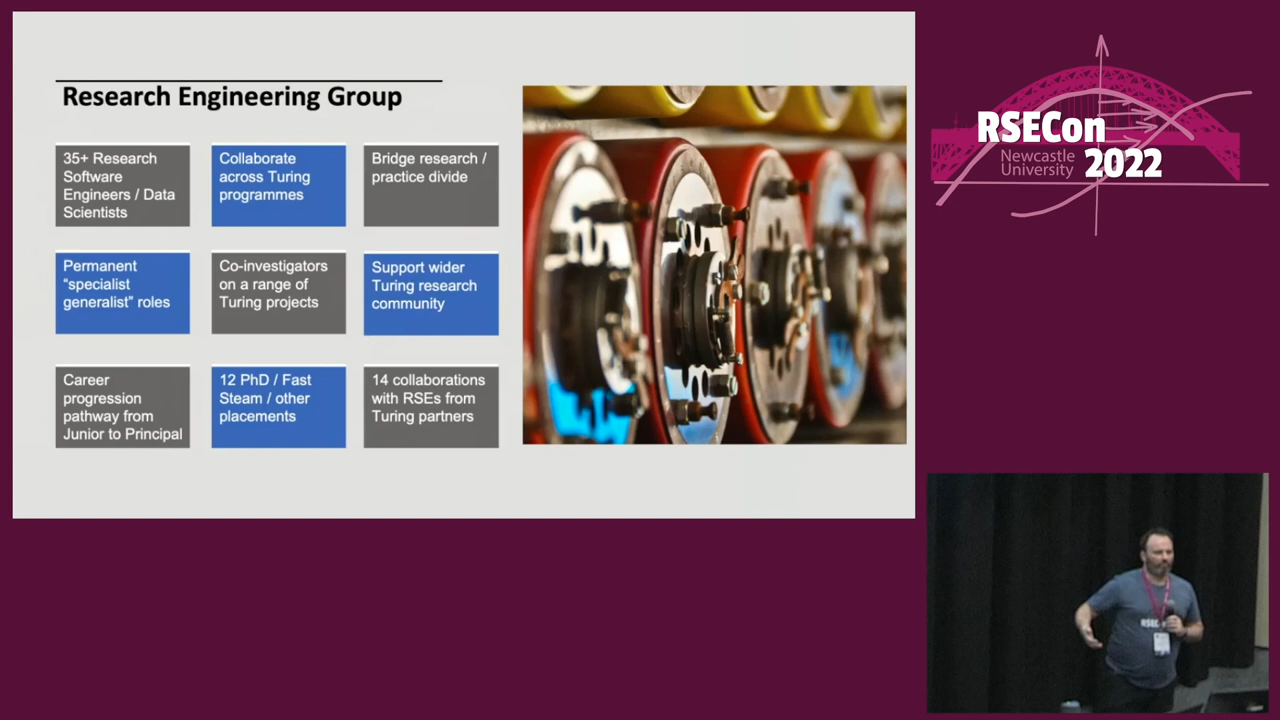 Research Engineering Group
35+ Research
Software
Engineers / Data
Scientists
Collaborate
across Turing
programmes
Bridge research /
practice divide
Permanent
“specialist
generalist” roles
Co-investigators
on a range of
Turing projects
Support wider
Turing research
community
Career
progression
pathway from
Junior to Principal
12 PhD / Fast
Steam / other
placements
14 collaborations
with RSEs from
Turing partners
RSECon
Newcastle
University
2022
RSEC